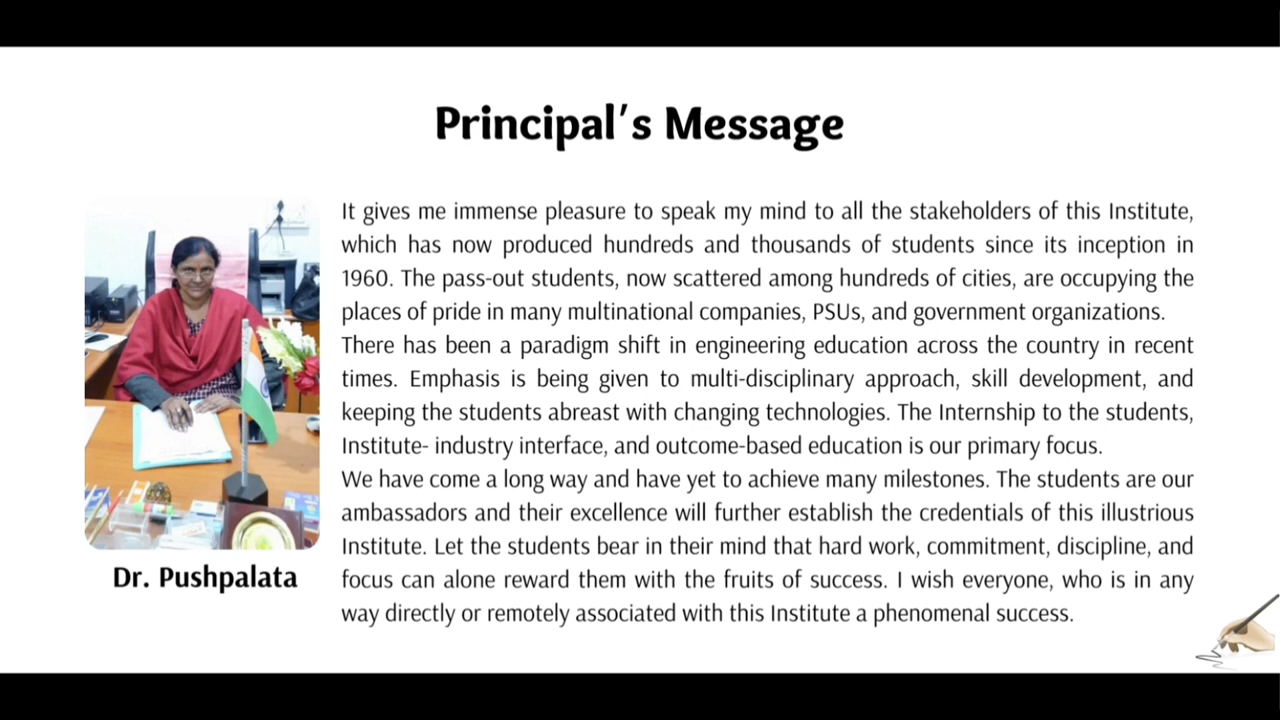 Principal's Message
It gives me immense pleasure to speak my mind to all the stakeholders of this Institute,
which has now produced hundreds and thousands of students since its inception in
1960. The pass-out students, now scattered among hundreds of cities, are occupying the
places of pride in many multinational companies, PSUs, and government organizations.
There has been a paradigm shift in engineering education across the country in recent
times. Emphasis is being given to multi-disciplinary approach, skill development, and
keeping the students abreast with changing technologies. The Internship to the students,
Institute- industry interface, and outcome-based education is our primary focus.
We have come a long way and have yet to achieve many milestones. The students are our
ambassadors and their excellence will further establish the credentials of this illustrious
Institute. Let the students bear in their mind that hard work, commitment, discipline, and
focus can alone reward them with the fruits of success. I wish everyone, who is in any
way directly or remotely associated with this Institute a phenomenal success.
Dr. Pushpalata